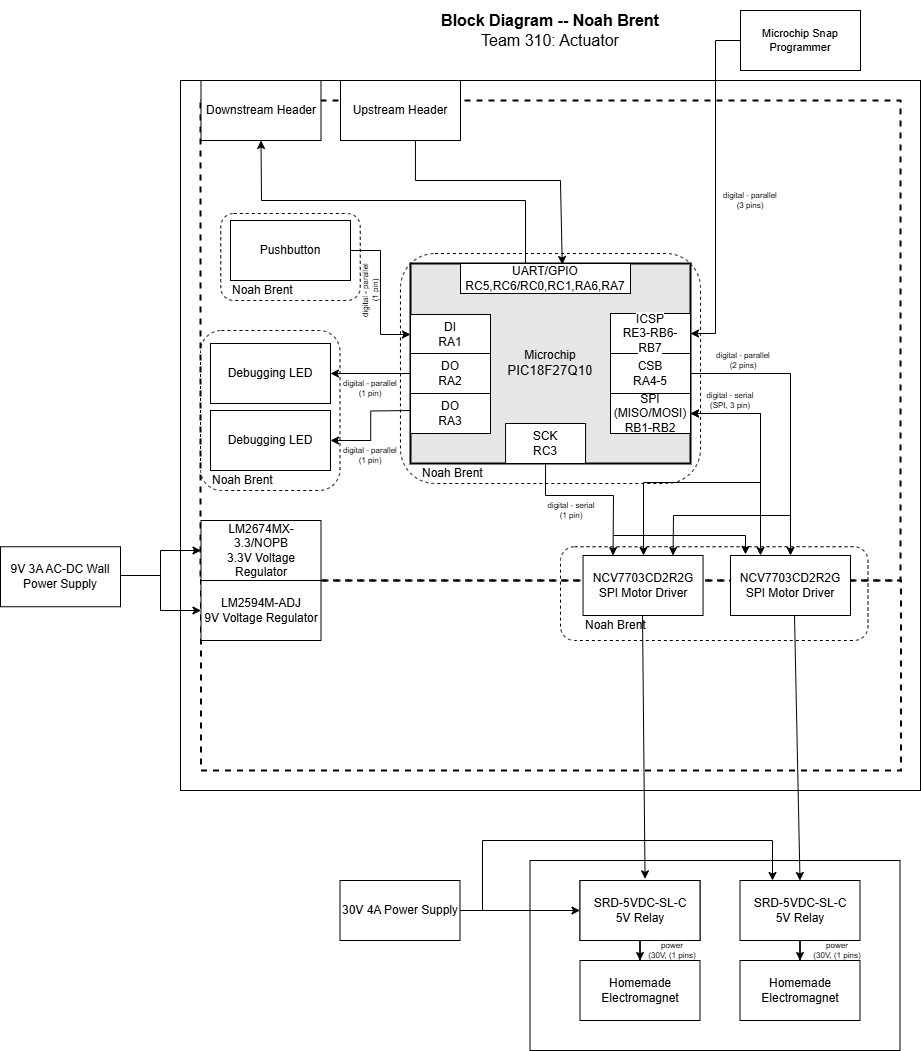 Block Diagram -- Noah Brent
Team 310: Actuator
Microchip Snap
Programmer
Downstream Header
Upstream Header
digital - parallel
(3 pins)
Pushbutton
Noah Brent
digital - parallel
(1 pin)
UART/GPIO
RC5,RC6/RC0,RC1,RA6,RA7
DI
RA1
DO
RA2
DO
RA3
Microchip
PIC18F27Q10
ICSP
RE3-RB6-
RB7
CSB
RA4-5
SPI
(MISO/MOSI)
RB1-RB2
SCK
RC3
Noah Brent
digital - parallel
(2 pins)
digital - serial
(SPI, 3 pin)
Debugging LED
digital - parallel
(1 pin)
Debugging LED
digital - parallel
(1 pin)
Noah Brent
digital - serial
(1 pin)
9V 3A AC-DC Wall
Power Supply
LM2674MX-
3.3/NOPB
3.3V Voltage
Regulator
LM2594M-ADJ
9V Voltage Regulator
NCV7703CD2R2G
SPI Motor Driver
NCV7703CD2R2G
SPI Motor Driver
Noah Brent
30V 4A Power Supply
SRD-5VDC-SL-C
5V Relay
SRD-5VDC-SL-C
5V Relay
power
(30V, (1 pins)
power
(30V, (1 pins)
Homemade
Electromagnet
Homemade
Electromagnet